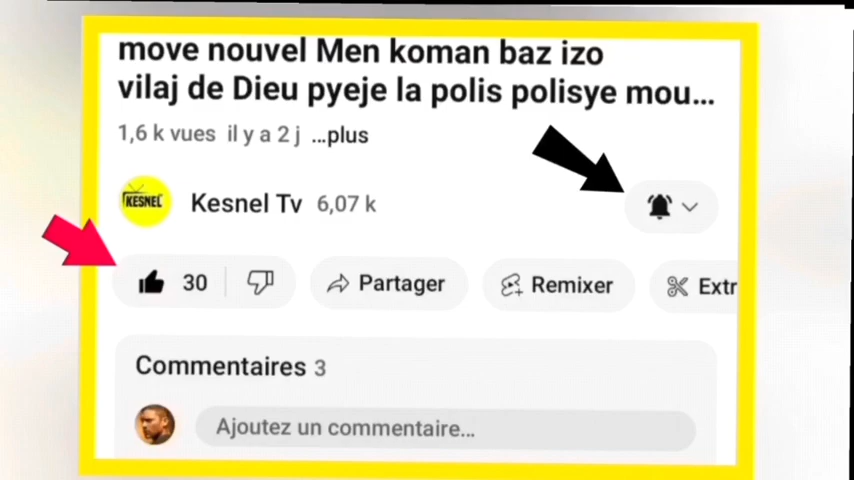 move nouvel Men koman baz izo
vilaj de Dieu pyeje la polis polisye mou...
1,6 k vues il y a 2 j ...plus
KESNEL
Kesnel Tv 6,07 k
30
Partager
Remixer
Extr
Commentaires 3
Ajoutez un commentaire...